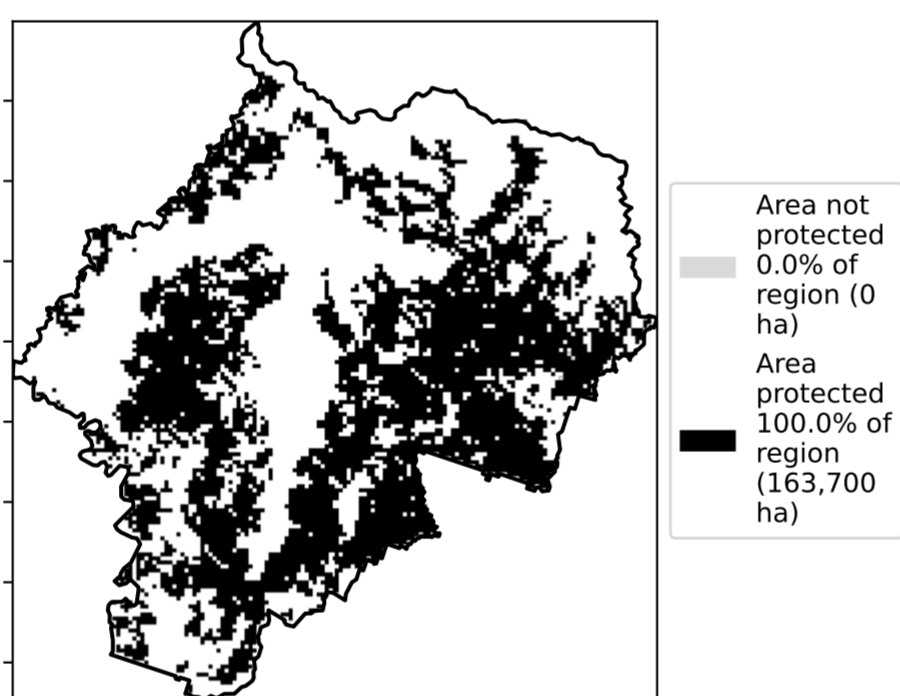 Area not
protected
0.0% of
region (0
ha)
Area
protected
100.0% of
region
(163,700
ha)